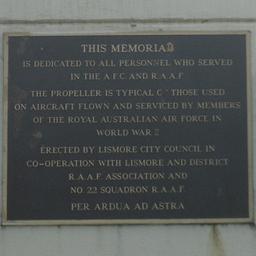 THIS MEMORIAL
IS DEDICATED TO ALL PERSONNEL WHO SERVED
IN THE A.F.C. AND R.A.A.F.
THE PROPELLER IS TYPICAL OF THOSE USED
ON AIRCRAFT FLOWN AND SERVICED BY MEMBERS
OF THE ROYAL AUSTRALIAN AIR FORCE IN
WORLD WAR 2
ERECTED BY LISMORE CITY COUNCIL IN
CO-OPERATION WITH LISMORE AND DISTRICT
R.A.A.F. ASSOCIATION AND
NO. 22 SQUADRON R.A.A.F.
PER ARDUA AD ASTRA